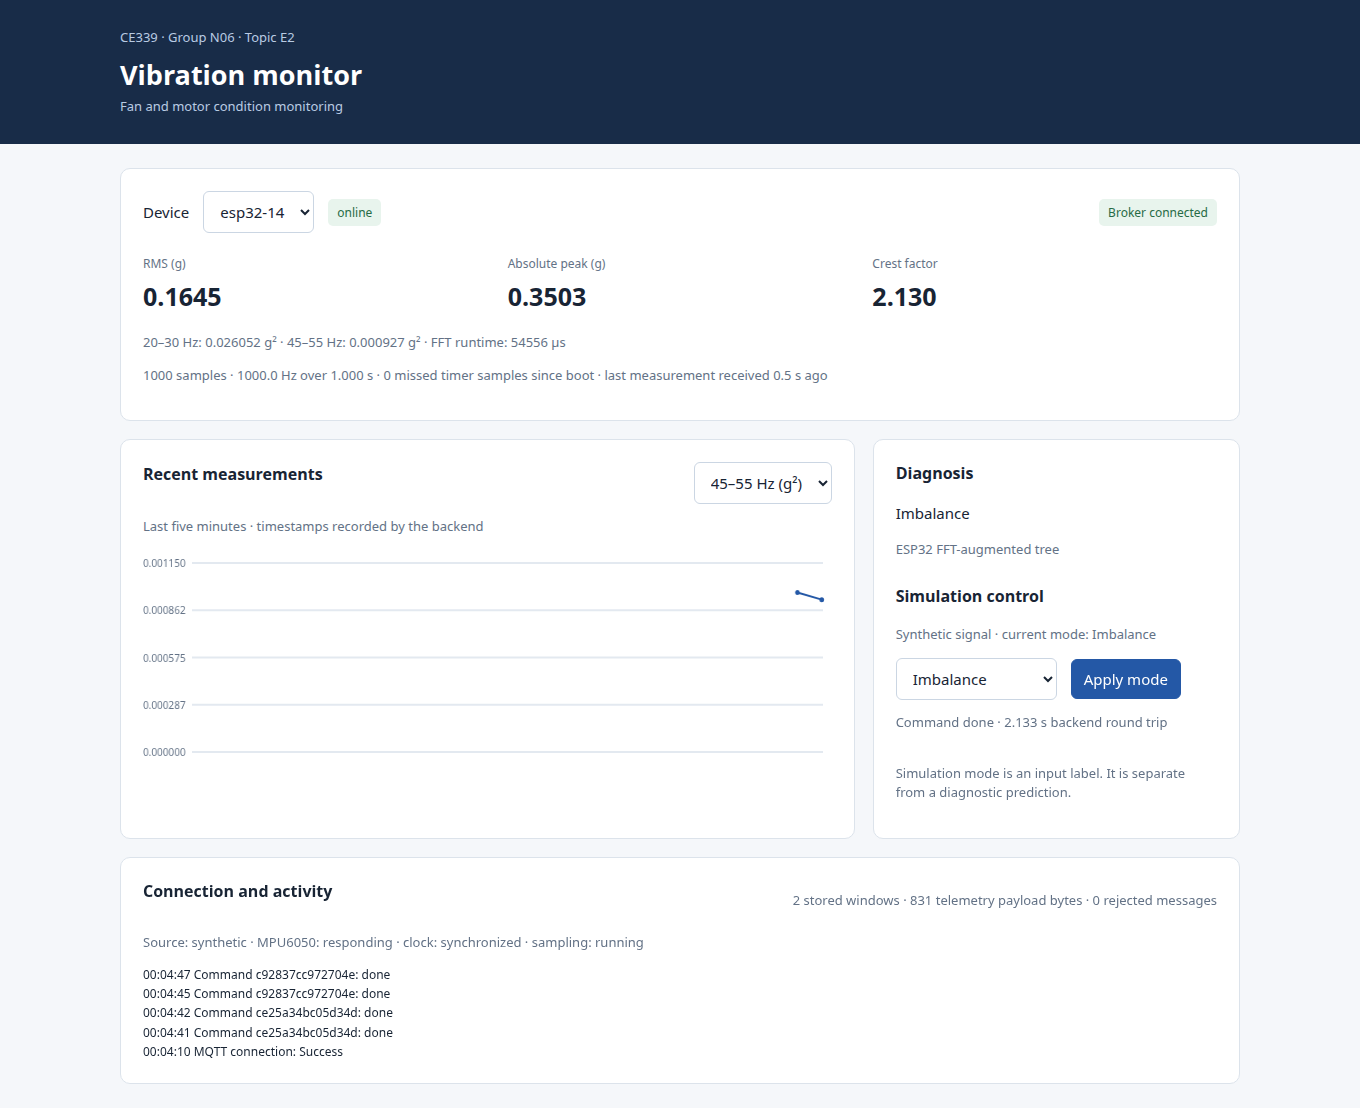 CE339 · Group N06 · Topic E2
Vibration monitor
Fan and motor condition monitoring
Device esp32-14 online Broker connected
RMS (g) Absolute peak (g) Crest factor
0.1645 0.3503 2.130
20–30 Hz: 0.026052 g² · 45–55 Hz: 0.000927 g² · FFT runtime: 54556 µs
1000 samples · 1000.0 Hz over 1.000 s · 0 missed timer samples since boot · last measurement received 0.5 s ago
Recent measurements 45–55 Hz (g²)
Last five minutes · timestamps recorded by the backend
0.001150
0.000862
0.000575
0.000287
0.000000
Diagnosis
Imbalance
ESP32 FFT-augmented tree
Simulation control
Synthetic signal · current mode: Imbalance
Imbalance Apply mode
Command done · 2.133 s backend round trip
Simulation mode is an input label. It is separate
from a diagnostic prediction.
Connection and activity 2 stored windows · 831 telemetry payload bytes · 0 rejected messages
Source: synthetic · MPU6050: responding · clock: synchronized · sampling: running
00:04:47 Command c92837cc972704e: done
00:04:45 Command c92837cc972704e: done
00:04:42 Command ce25a34bc05d34d: done
00:04:41 Command ce25a34bc05d34d: done
00:04:10 MQTT connection: Success